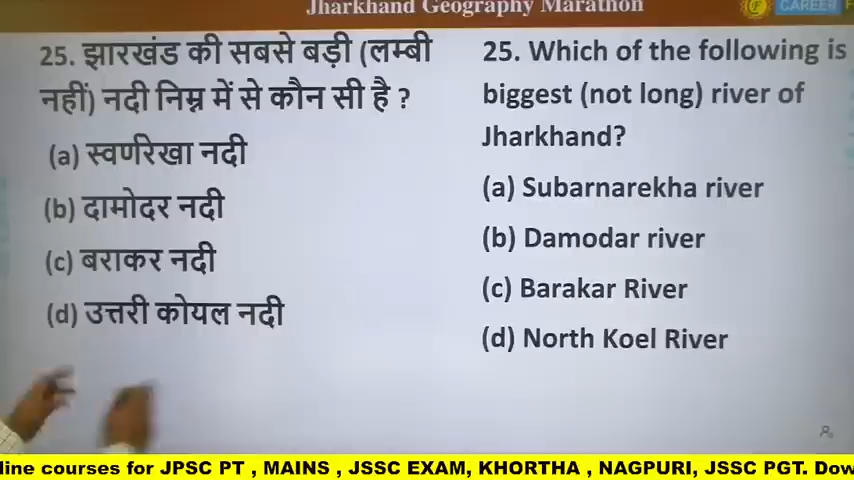 Jharkhand Geography Marathon
CAREER F
25. झारखंड की सबसे बड़ी (लम्बी
नहीं) नदी निम्न में से कौन सी है ?
(a) स्वर्णरेखा नदी
(b) दामोदर नदी
(c) बराकर नदी
(d) उत्तरी कोयल नदी
25. Which of the following is
biggest (not long) river of
Jharkhand?
(a) Subarnarekha river
(b) Damodar river
(c) Barakar River
(d) North Koel River
line courses for JPSC PT , MAINS , JSSC EXAM, KHORTHA , NAGPURI, JSSC PGT. Dow